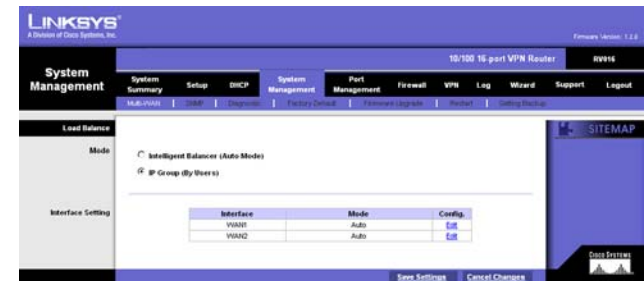 LINKSYS®
A Division of Cisco Systems, Inc.
Firmware Version: 1.2.8
10/100 16-port VPN Router
RV016
System Management
System Summary
Setup
DHCP
System Management
Port Management
Firewall
VPN
Log
Wizard
Support
Logout
Multi-WAN | SNMP | Diagnostic | Factory Default | Firmware Upgrade | Restart | Setting Backup
Load Balance
SITEMAP
Mode
Intelligent Balancer (Auto Mode)
IP Group (By Users)
Interface Setting
Interface Mode Config.
WAN1 Auto Edit
WAN2 Auto Edit
Save Settings
Cancel Changes
CISCO SYSTEMS